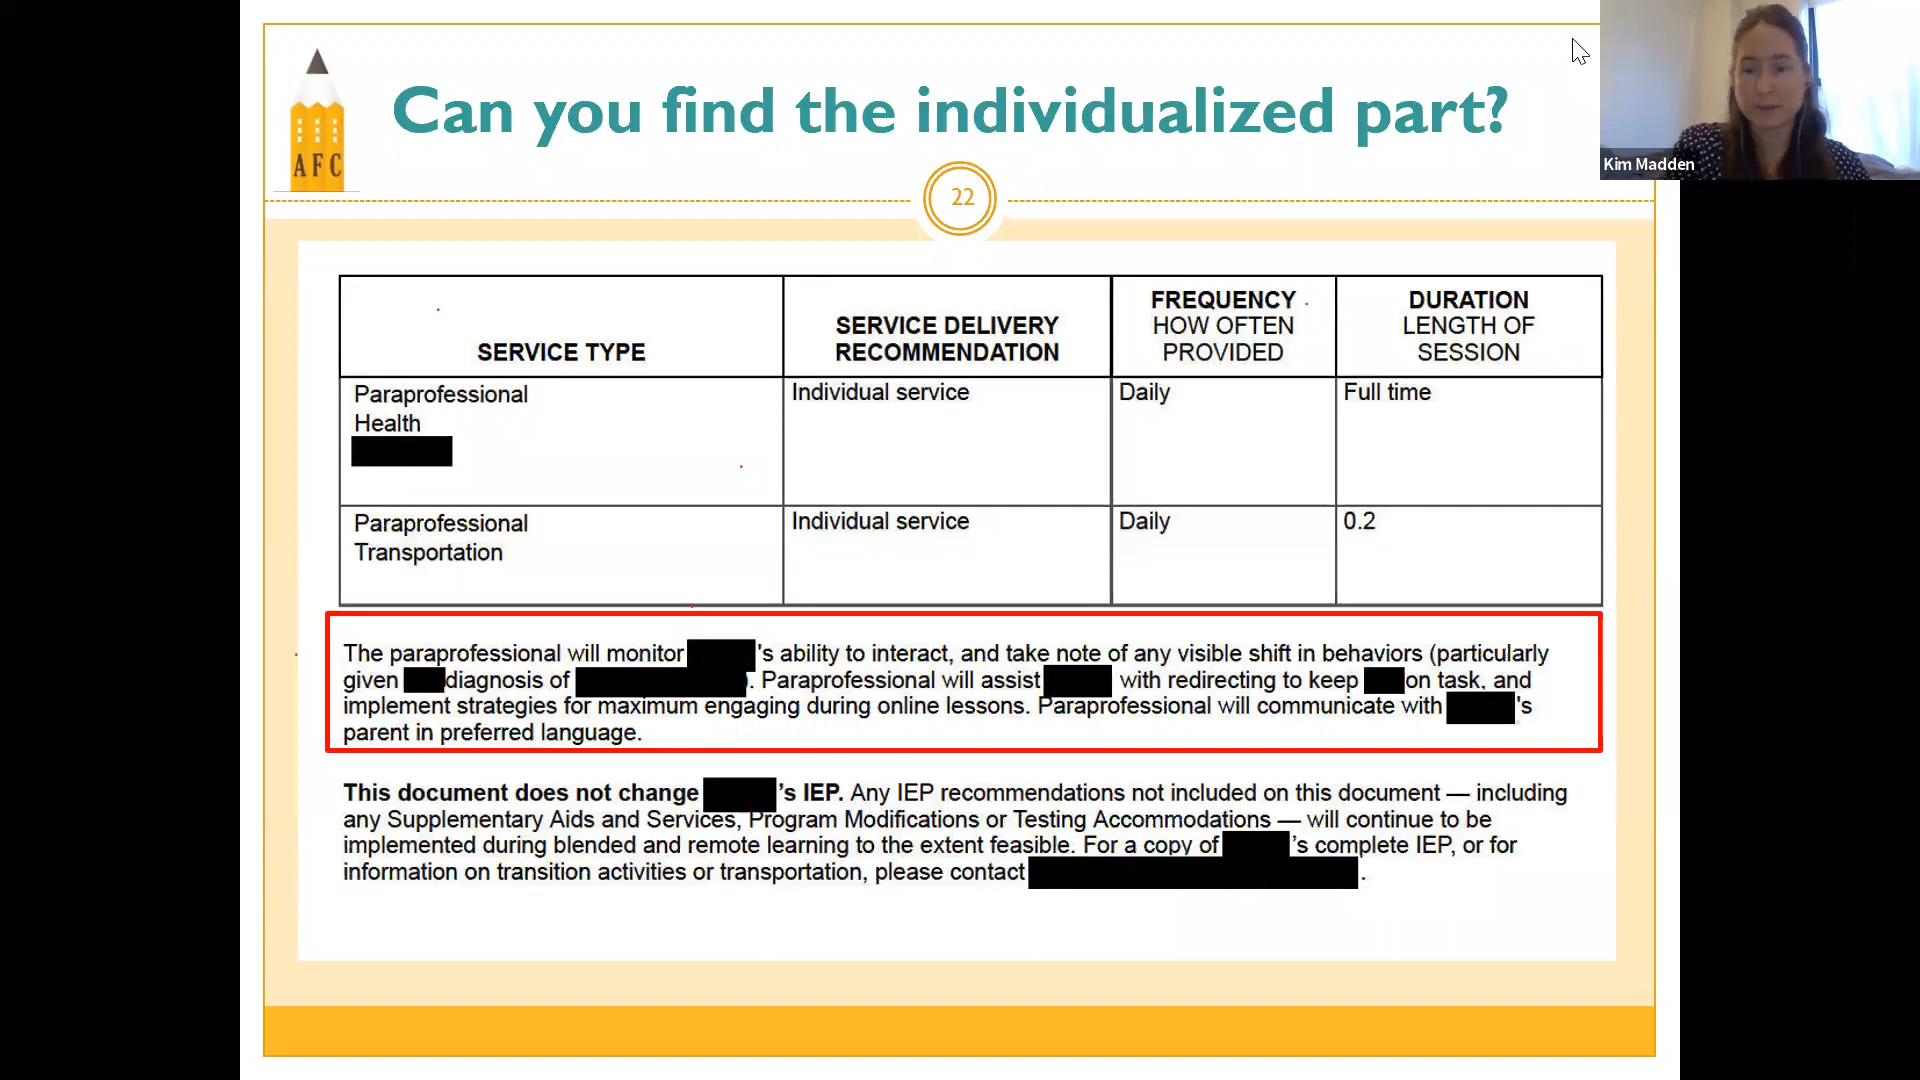 Can you find the individualized part?
AFC
Kim Madden
22
SERVICE TYPE
SERVICE DELIVERY
RECOMMENDATION
FREQUENCY
HOW OFTEN
PROVIDED
DURATION
LENGTH OF
SESSION
Paraprofessional
Health
Individual service
Daily
Full time
Paraprofessional
Transportation
Individual service
Daily
0.2
The paraprofessional will monitor 's ability to interact, and take note of any visible shift in behaviors (particularly
given diagnosis of ). Paraprofessional will assist with redirecting to keep on task, and
implement strategies for maximum engaging during online lessons. Paraprofessional will communicate with 's
parent in preferred language.
This document does not change 's IEP. Any IEP recommendations not included on this document — including
any Supplementary Aids and Services, Program Modifications or Testing Accommodations — will continue to be
implemented during blended and remote learning to the extent feasible. For a copy of 's complete IEP, or for
information on transition activities or transportation, please contact .